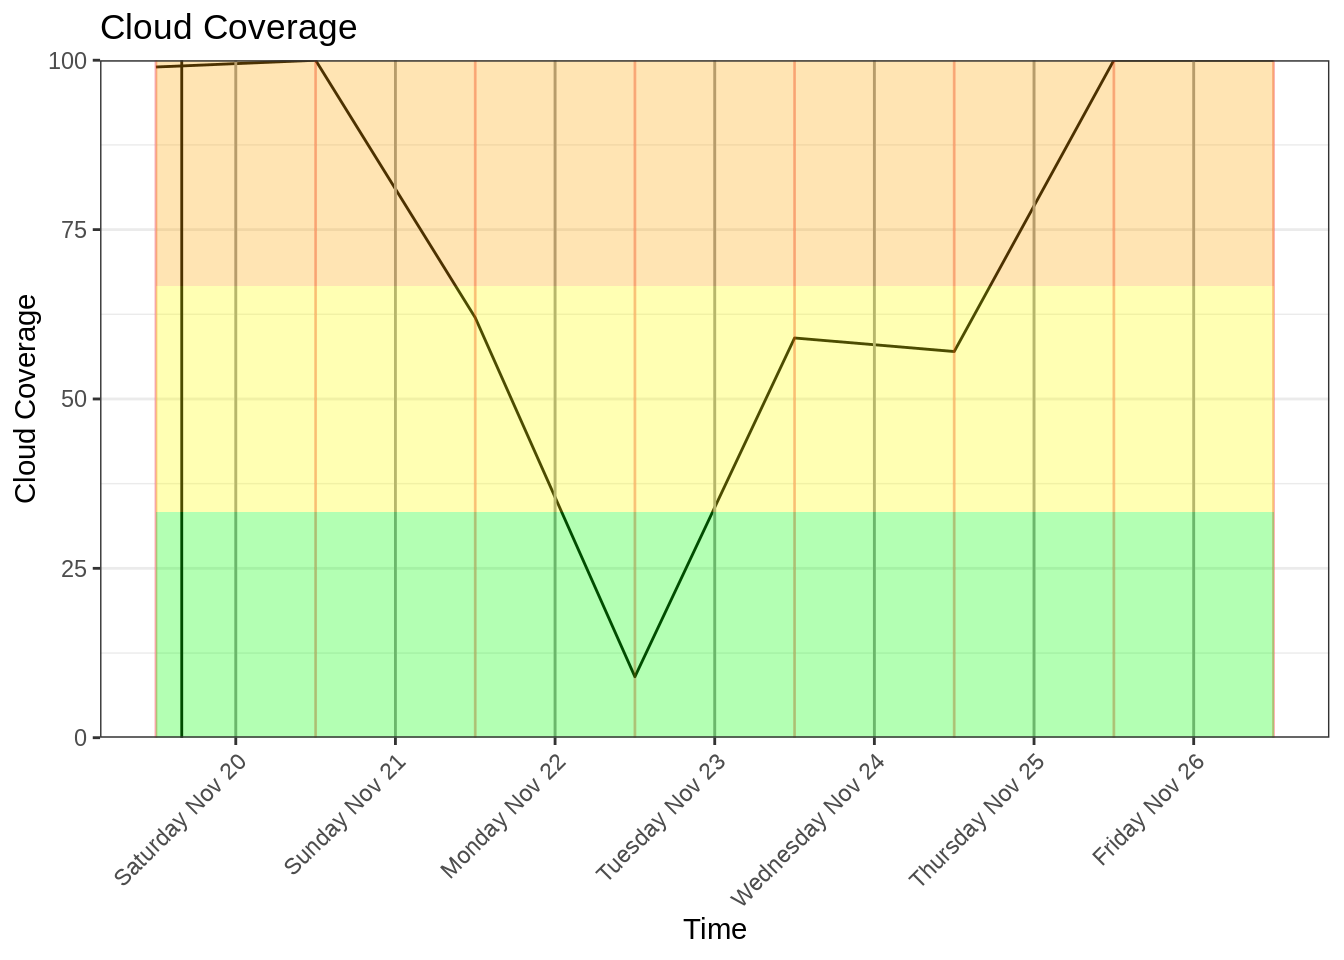 Cloud Coverage
Cloud Coverage
100
75
50
25
0
Saturday Nov 20
Sunday Nov 21
Monday Nov 22
Tuesday Nov 23
Wednesday Nov 24
Thursday Nov 25
Friday Nov 26
Time